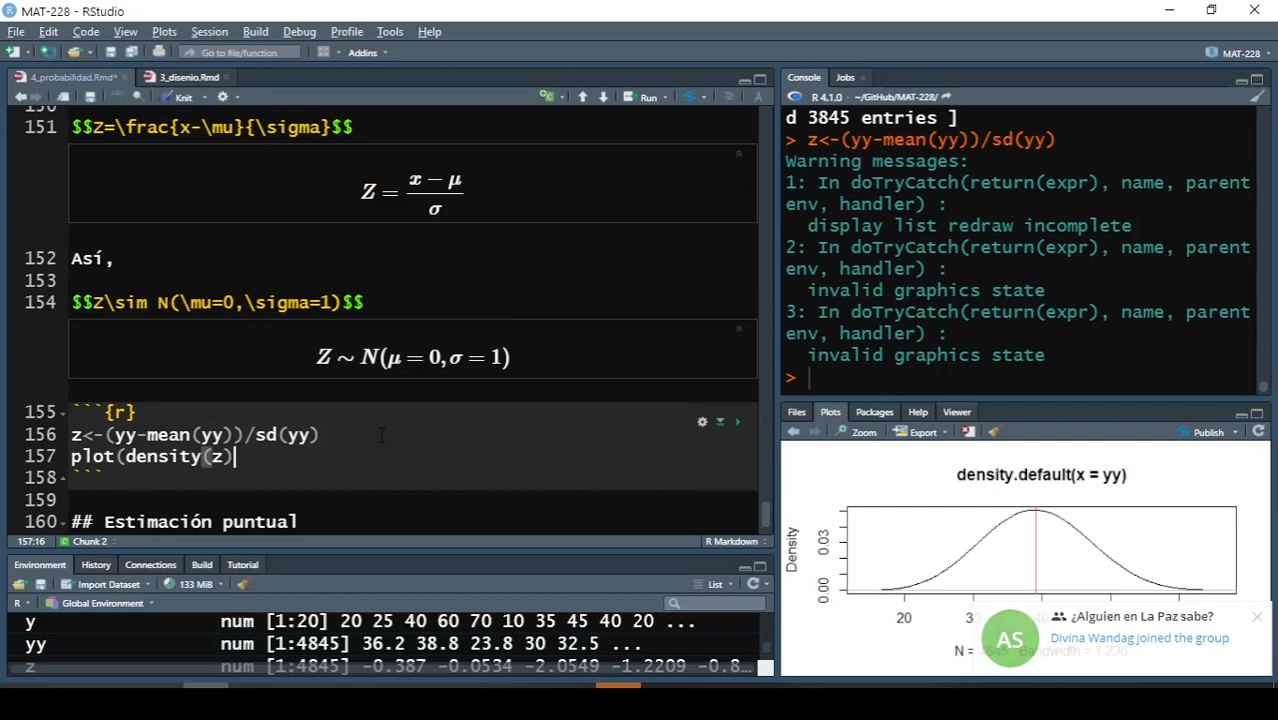 MAT-228 - RStudio
File Edit Code View Plots Session Build Debug Profile Tools Help
Go to file/function
Addins
MAT-228
4_probabilidad.Rmd*
3_disenio.Rmd
Knit
Run
151 $$Z=\frac{x-\mu}{\sigma}$$
Z = x − μ / σ
152 Así,
153
154 $$Z\sim N(\mu=0,\sigma=1)$$
Z ∼ N(μ = 0, σ = 1)
155 ```{r}
156 z<-(yy-mean(yy))/sd(yy)
157 plot(density(z)
158 ```
159
160 ## Estimación puntual
157:16 Chunk 2 R Markdown
Environment History Connections Build Tutorial
Import Dataset 133 MiB List
R Global Environment
y num [1:20] 20 25 40 60 70 10 35 45 40 20 ...
yy num [1:4845] 36.2 38.8 23.8 30 32.5 ...
z num [1:4845] -0.387 -0.0534 -2.0549 -1.2209 -0.8...
Console Jobs
R 4.1.0 · ~/GitHub/MAT-228/
d 3845 entries ]
> z<-(yy-mean(yy))/sd(yy)
Warning messages:
1: In doTryCatch(return(expr), name, parent
env, handler) :
display list redraw incomplete
2: In doTryCatch(return(expr), name, parent
env, handler) :
invalid graphics state
3: In doTryCatch(return(expr), name, parent
env, handler) :
invalid graphics state
>
Files Plots Packages Help Viewer
Zoom Export Publish
density.default(x = yy)
Density
0.03
0.00
20 30 40
N = 4845 Bandwidth = 1.236
AS
¿Alguien en La Paz sabe?
Divina Wandag joined the group